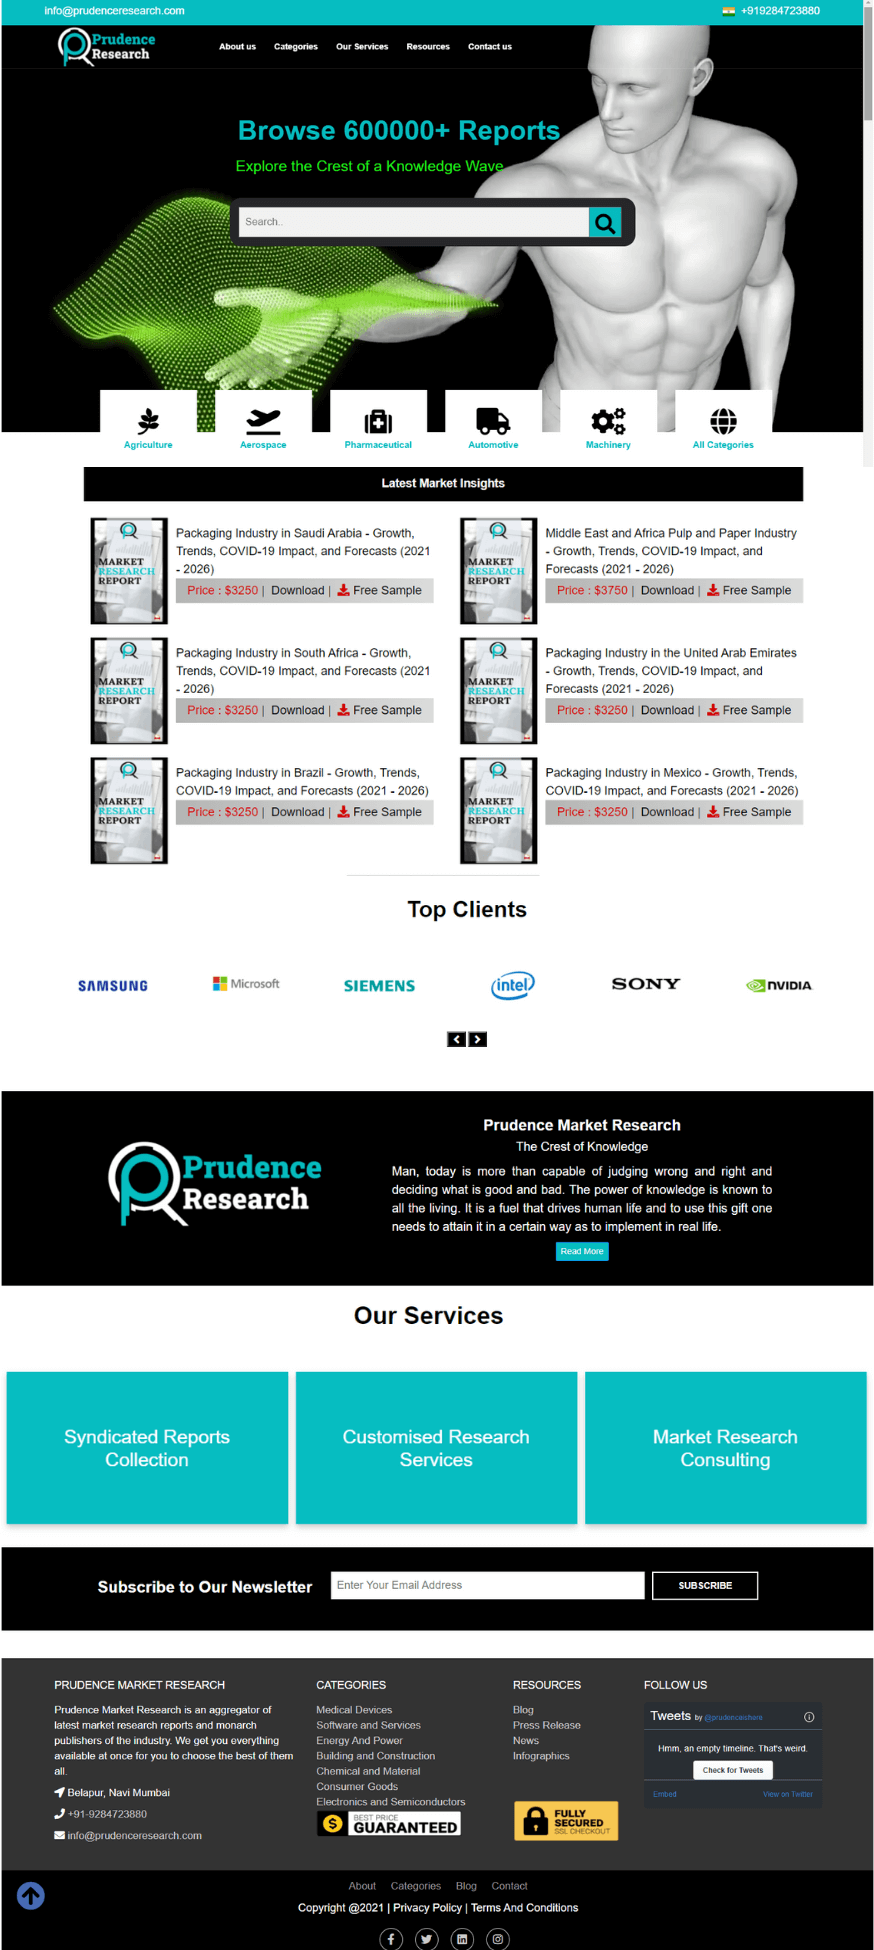 info@prudenceresearch.com
+919284723880
Prudence
Research
About us
Categories
Our Services
Resources
Contact us
Browse 600000+ Reports
Explore the Crest of a Knowledge Wave
Search..
Agriculture
Aerospace
Pharmaceutical
Automotive
Machinery
All Categories
Latest Market Insights
MARKET
RESEARCH
REPORT
Packaging Industry in Saudi Arabia - Growth,
Trends, COVID-19 Impact, and Forecasts (2021
- 2026)
Price : $3250 | Download | Free Sample
MARKET
RESEARCH
REPORT
Middle East and Africa Pulp and Paper Industry
- Growth, Trends, COVID-19 Impact, and
Forecasts (2021 - 2026)
Price : $3750 | Download | Free Sample
MARKET
RESEARCH
REPORT
Packaging Industry in South Africa - Growth,
Trends, COVID-19 Impact, and Forecasts (2021
- 2026)
Price : $3250 | Download | Free Sample
MARKET
RESEARCH
REPORT
Packaging Industry in the United Arab Emirates
- Growth, Trends, COVID-19 Impact, and
Forecasts (2021 - 2026)
Price : $3250 | Download | Free Sample
MARKET
RESEARCH
REPORT
Packaging Industry in Brazil - Growth, Trends,
COVID-19 Impact, and Forecasts (2021 - 2026)
Price : $3250 | Download | Free Sample
MARKET
RESEARCH
REPORT
Packaging Industry in Mexico - Growth, Trends,
COVID-19 Impact, and Forecasts (2021 - 2026)
Price : $3250 | Download | Free Sample
Top Clients
SAMSUNG
Microsoft
SIEMENS
intel
SONY
NVIDIA
Prudence
Research
Prudence Market Research
The Crest of Knowledge
Man, today is more than capable of judging wrong and right and
deciding what is good and bad. The power of knowledge is known to
all the living. It is a fuel that drives human life and to use this gift one
needs to attain it in a certain way as to implement in real life.
Read More
Our Services
Syndicated Reports
Collection
Customised Research
Services
Market Research
Consulting
Subscribe to Our Newsletter
Enter Your Email Address
SUBSCRIBE
PRUDENCE MARKET RESEARCH
Prudence Market Research is an aggregator of
latest market research reports and monarch
publishers of the industry. We get you everything
available at once for you to choose the best of them
all.
Belapur, Navi Mumbai
+91-9284723880
info@prudenceresearch.com
CATEGORIES
Medical Devices
Software and Services
Energy And Power
Building and Construction
Chemical and Material
Consumer Goods
Electronics and Semiconductors
BEST PRICE
GUARANTEED
RESOURCES
Blog
Press Release
News
Infographics
FULLY
SECURED
SSL CHECKOUT
FOLLOW US
Tweets by @prudenceishere
Hmm, an empty timeline. That's weird.
Check for Tweets
Embed
View on Twitter
About
Categories
Blog
Contact
Copyright @2021 | Privacy Policy | Terms And Conditions